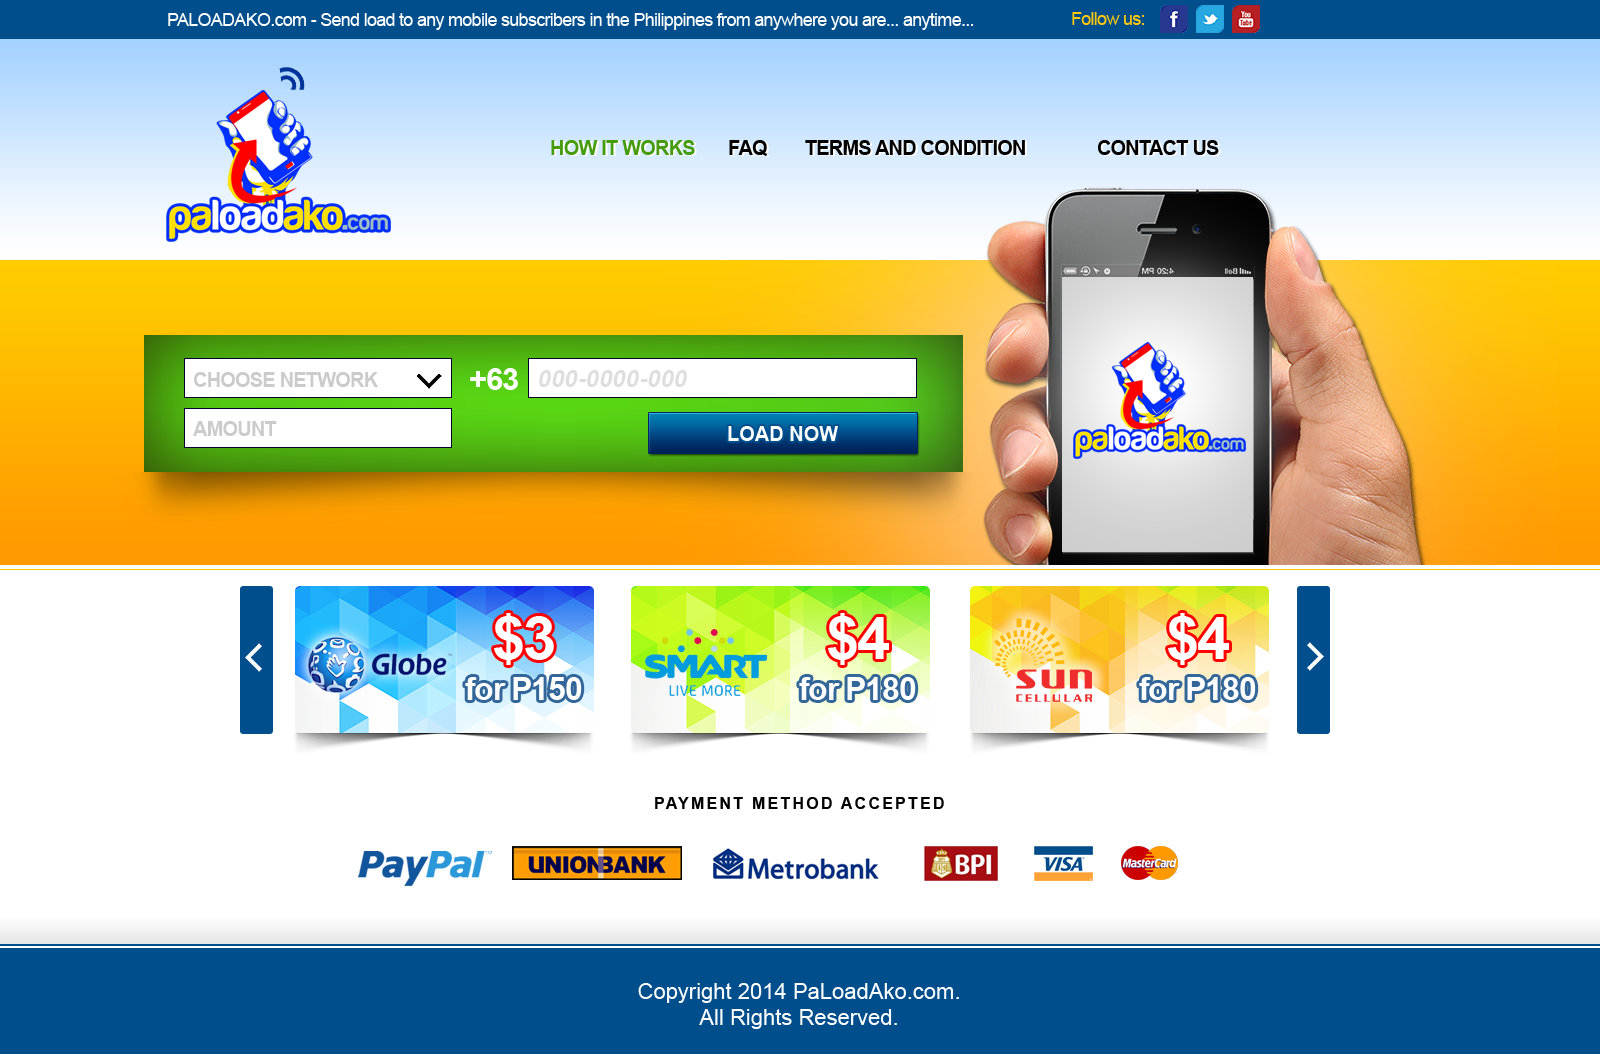 PALOADAKO.com - Send load to any mobile subscribers in the Philippines from anywhere you are... anytime...
Follow us:
You Tube
paloadako.com
HOW IT WORKS
FAQ
TERMS AND CONDITION
CONTACT US
Bell
4:20 PM
paloadako.com
CHOOSE NETWORK
+63
000-0000-000
AMOUNT
LOAD NOW
Globe
$3
for P150
SMART
LIVE MORE
$4
for P180
sun
CELLULAR
$4
for P180
PAYMENT METHOD ACCEPTED
PayPal
UNIONBANK
Metrobank
BPI
VISA
MasterCard
Copyright 2014 PaLoadAko.com.
All Rights Reserved.